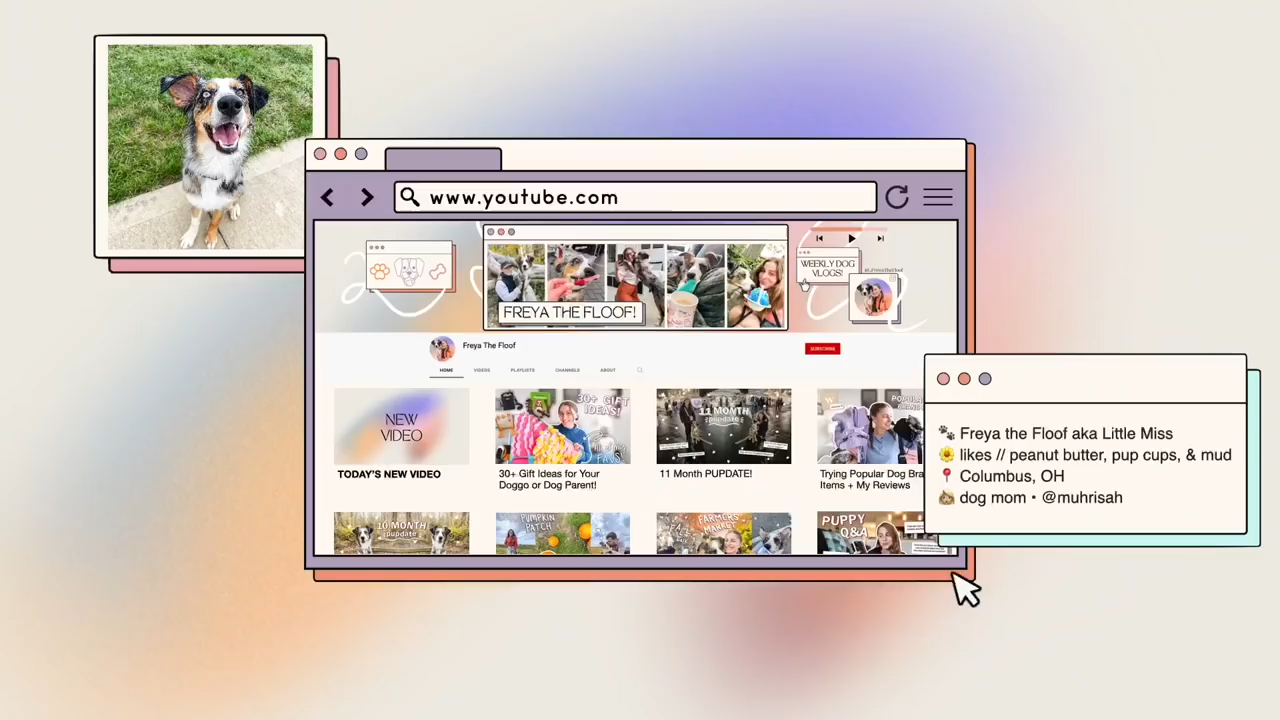 www.youtube.com
WEEKLY DOG
VLOGS!
FREYA THE FLOOF!
Freya The Floof
SUBSCRIBE
HOME
VIDEOS
PLAYLISTS
CHANNELS
ABOUT
NEW
VIDEO
30+ GIFT
IDEAS!
11 MONTH
pupdate
POPULAR
TODAY'S NEW VIDEO
30+ Gift Ideas for Your
Doggo or Dog Parent!
11 Month PUPDATE!
Trying Popular Dog Bra
Items + My Reviews
10 MONTH
pupdate
PUMPKIN
PATCH
FARMERS
MARKET
PUPPY
Q&A
🐾 Freya the Floof aka Little Miss
🌼 likes // peanut butter, pup cups, & mud
📍 Columbus, OH
dog mom • @muhrisah